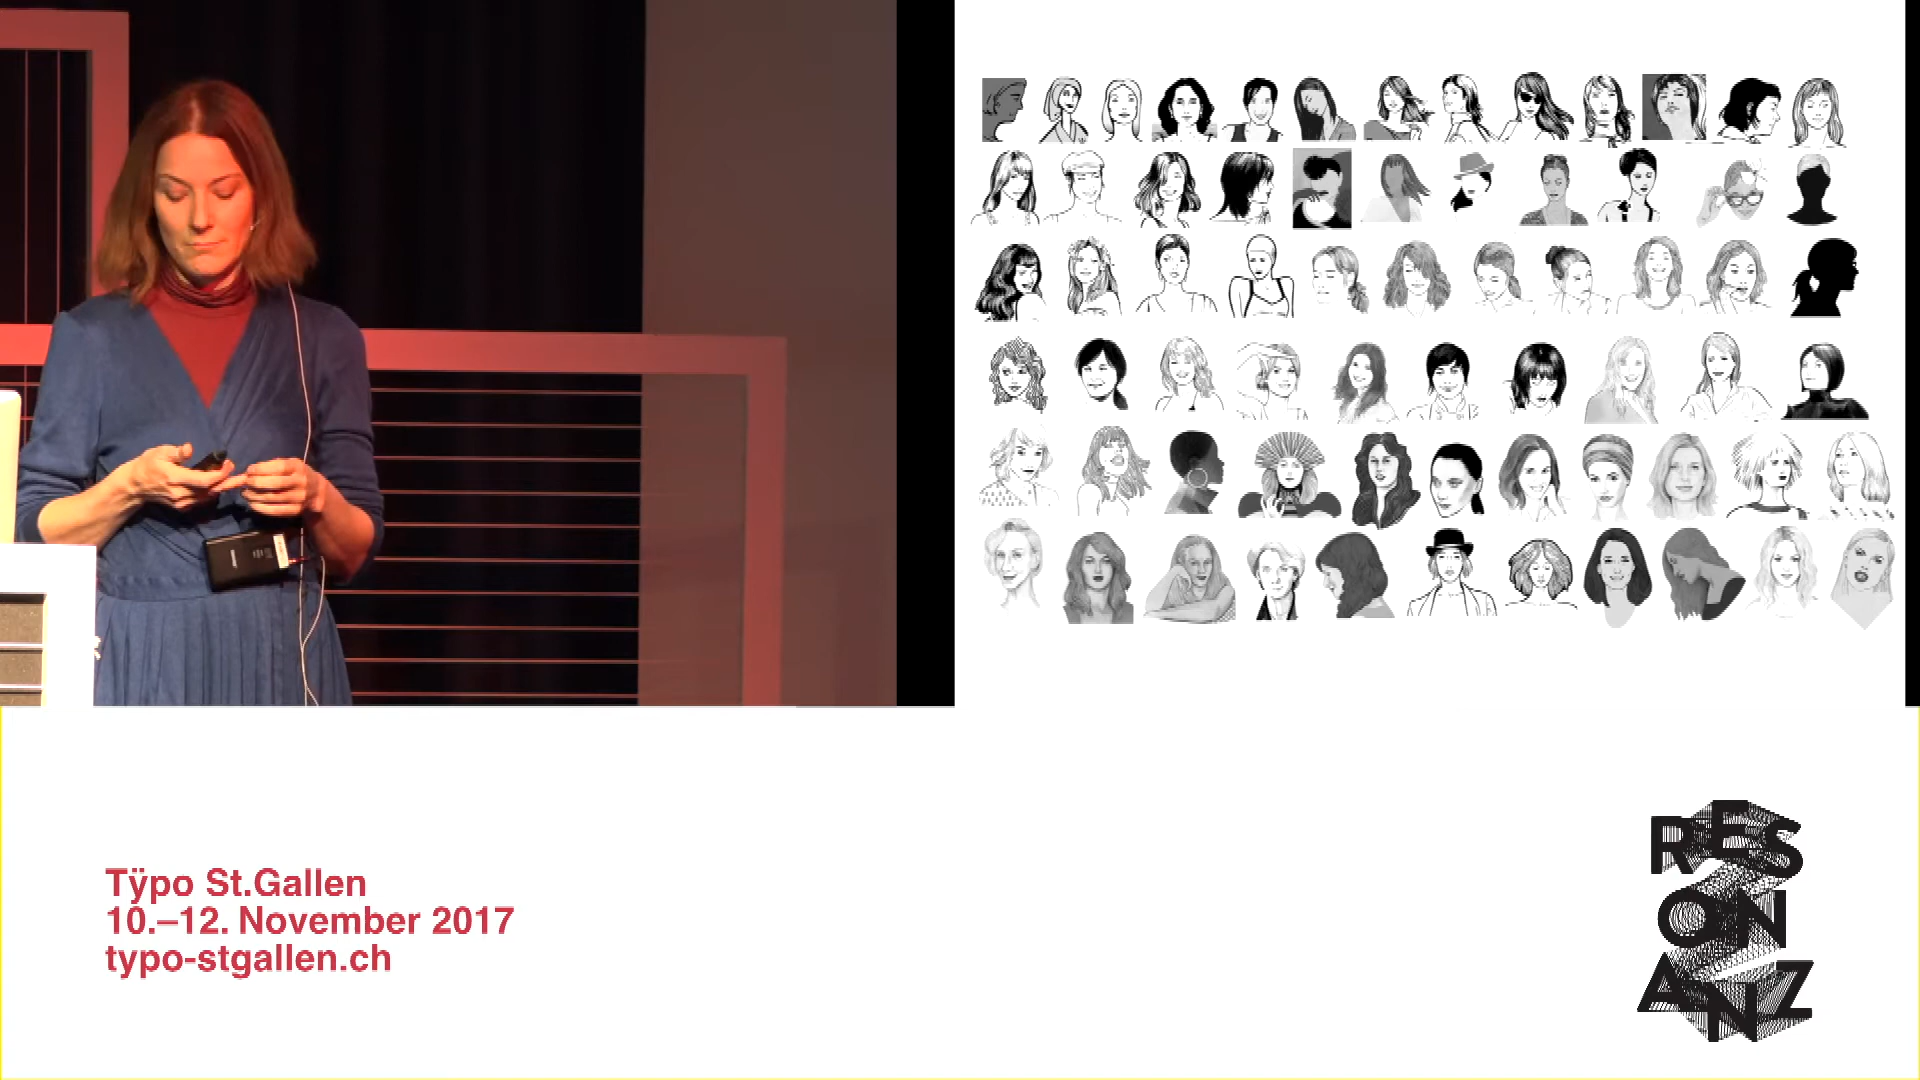 Tÿpo St.Gallen
10.–12. November 2017
typo-stgallen.ch
RES
ON
ANZ